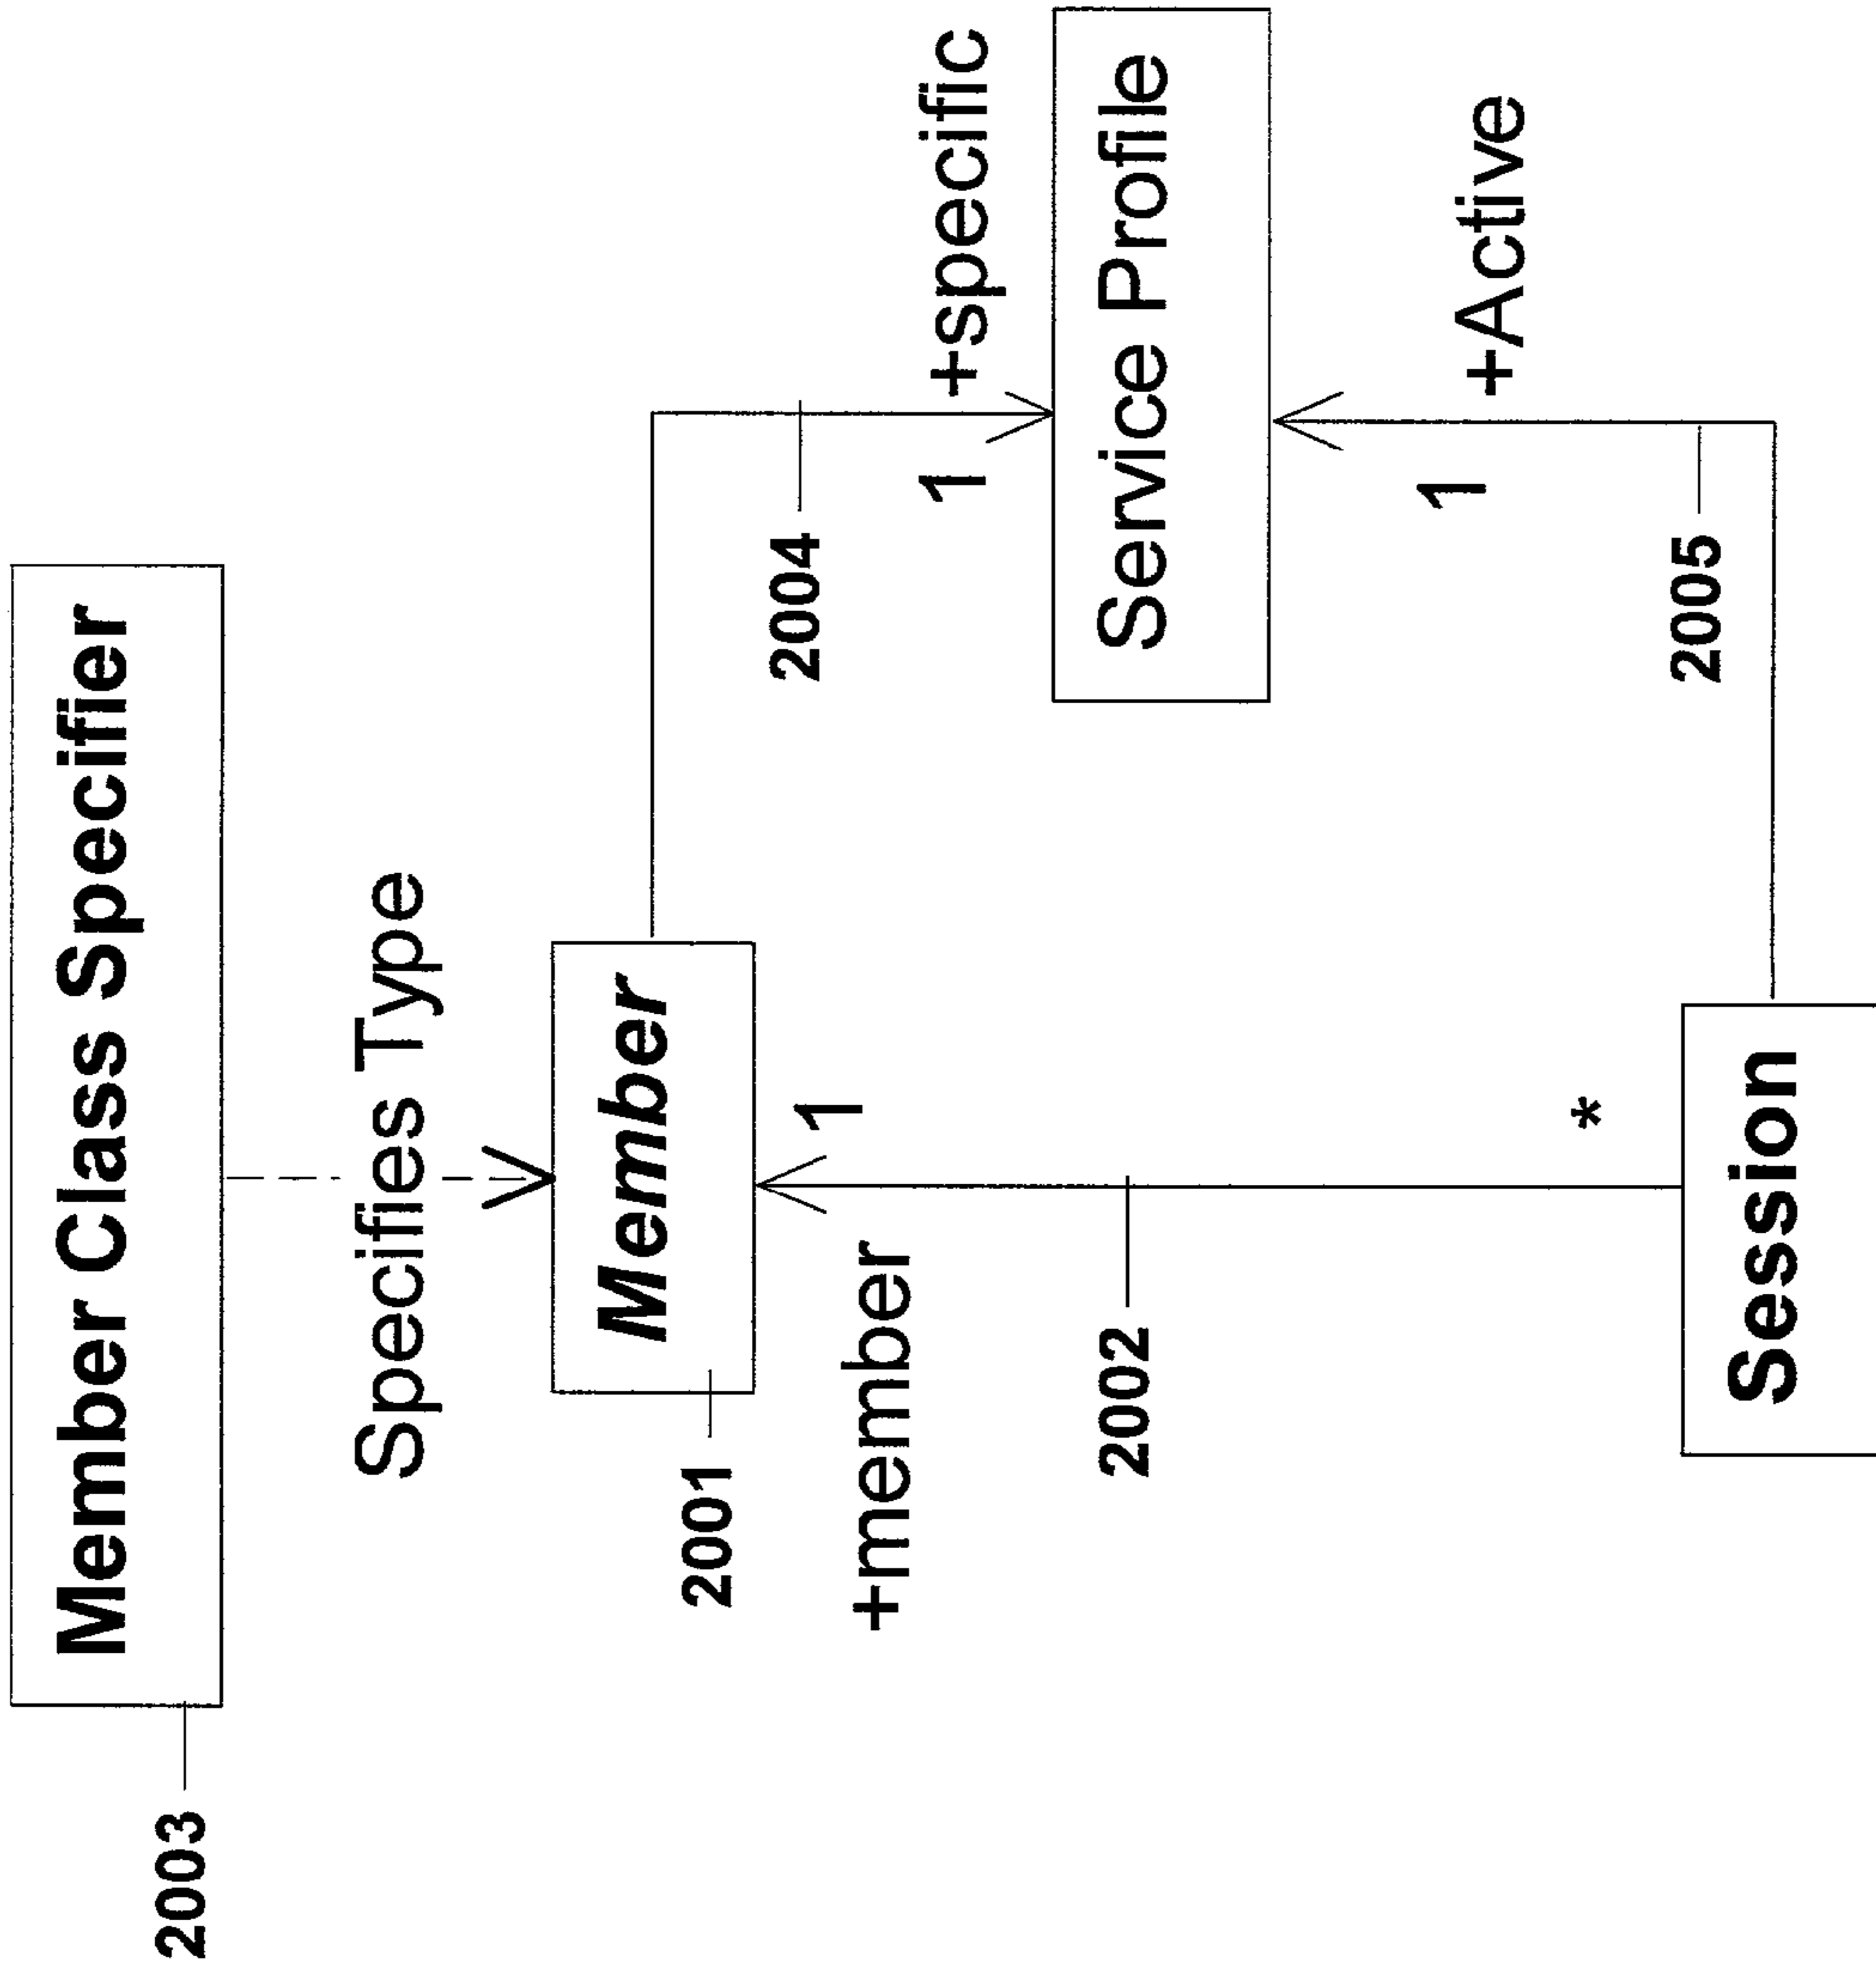 2003
Member Class Specifier
Specifies Type
2001
Member
+member
1
2002
*
Session
2004
1
+specific
Service Profile
1
+Active
2005